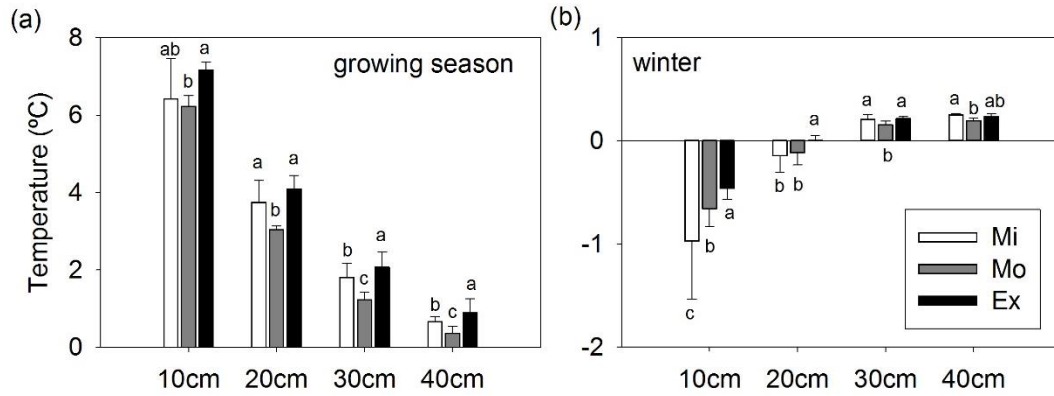 (a)
Temperature (ºC)
8
6
4
2
0
growing season
ab
b
a
a
b
a
b
c
a
b
c
a
10cm 20cm 30cm 40cm
(b)
1
0
-1
-2
winter
c
b
a
b
b
a
a
b
a
a
b
ab
Mi
Mo
Ex
10cm 20cm 30cm 40cm